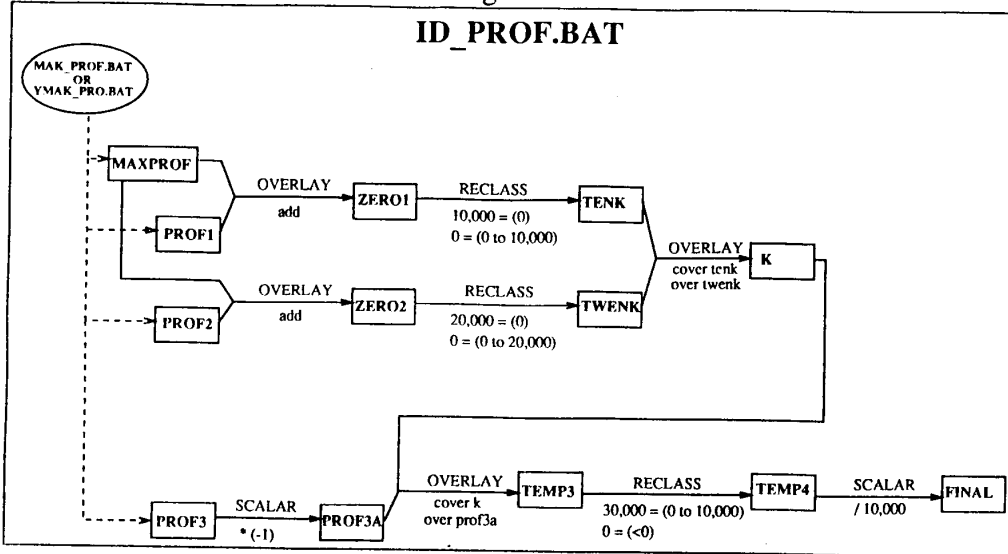 ID_PROF.BAT
MAK_PROF.BAT
OR
YMAK_PRO.BAT
MAXPROF
PROF1
OVERLAY
add
ZERO1
RECLASS
10,000 = (0)
0 = (0 to 10,000)
TENK
PROF2
OVERLAY
add
ZERO2
RECLASS
20,000 = (0)
0 = (0 to 20,000)
TWENK
OVERLAY
cover tenk
over twenk
K
PROF3
SCALAR
* (-1)
PROF3A
OVERLAY
cover k
over prof3a
TEMP3
RECLASS
30,000 = (0 to 10,000)
0 = (<0)
TEMP4
SCALAR
/ 10,000
FINAL